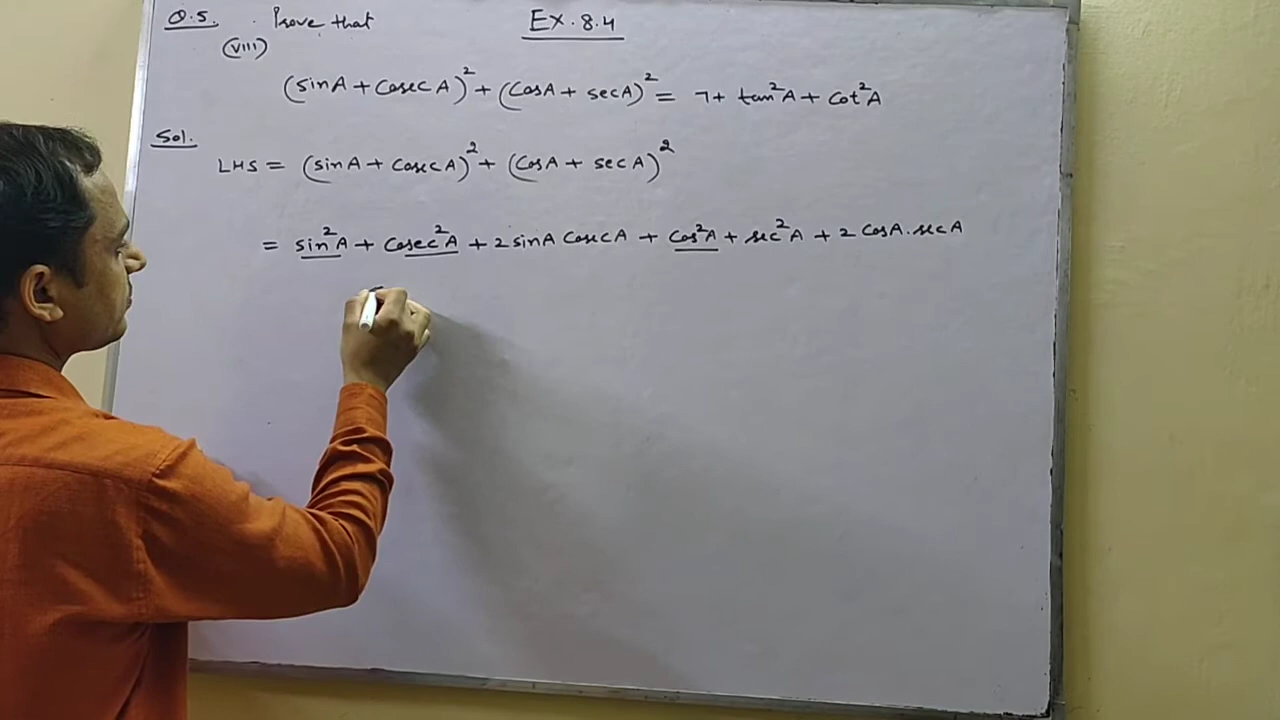 Q.5. Prove that Ex. 8.4
(VIII)
(sinA + CosecA)² + (CosA + secA)² = 7 + tan²A + Cot²A
Sol.
LHS = (sinA + CosecA)² + (CosA + secA)²
= sin²A + Cosec²A + 2 sinA CosecA + Cos²A + sec²A + 2 CosA.secA